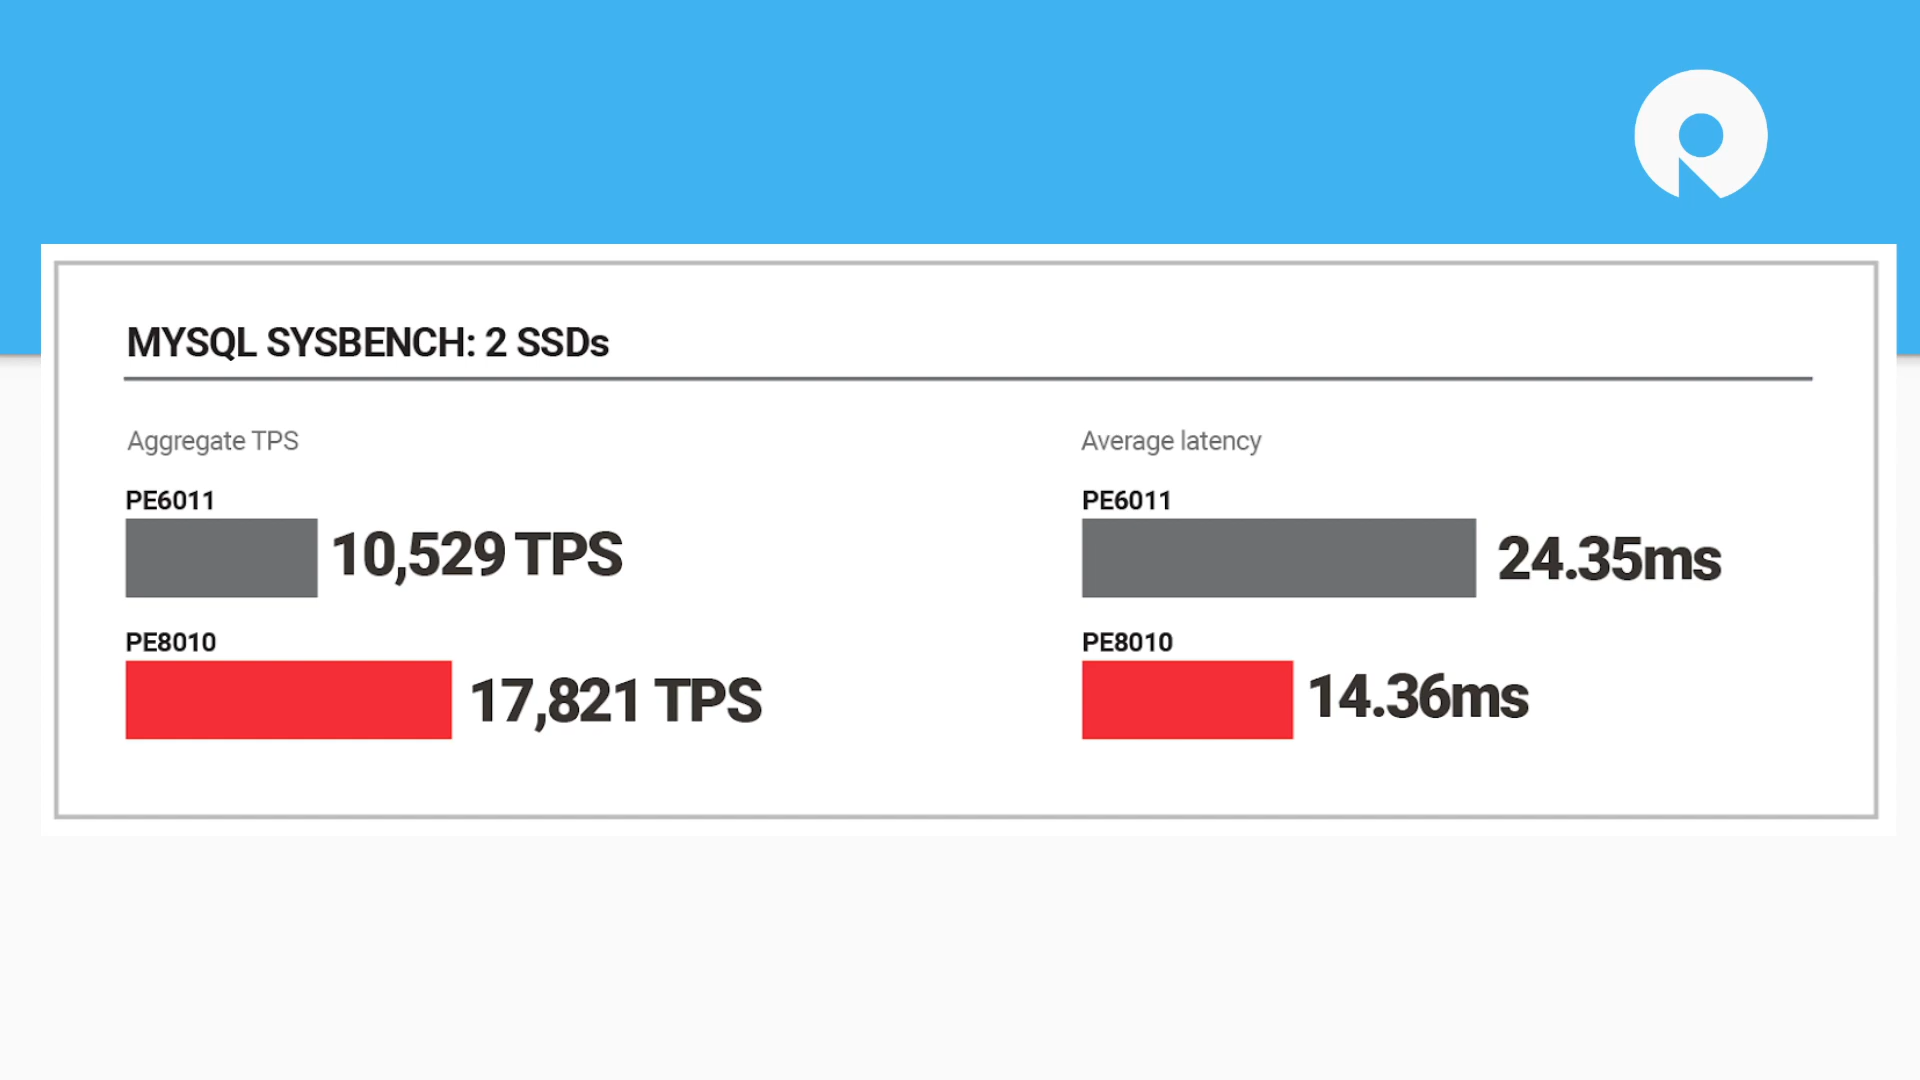 MYSQL SYSBENCH: 2 SSDs
Aggregate TPS
PE6011
10,529 TPS
PE8010
17,821 TPS
Average latency
PE6011
24.35ms
PE8010
14.36ms